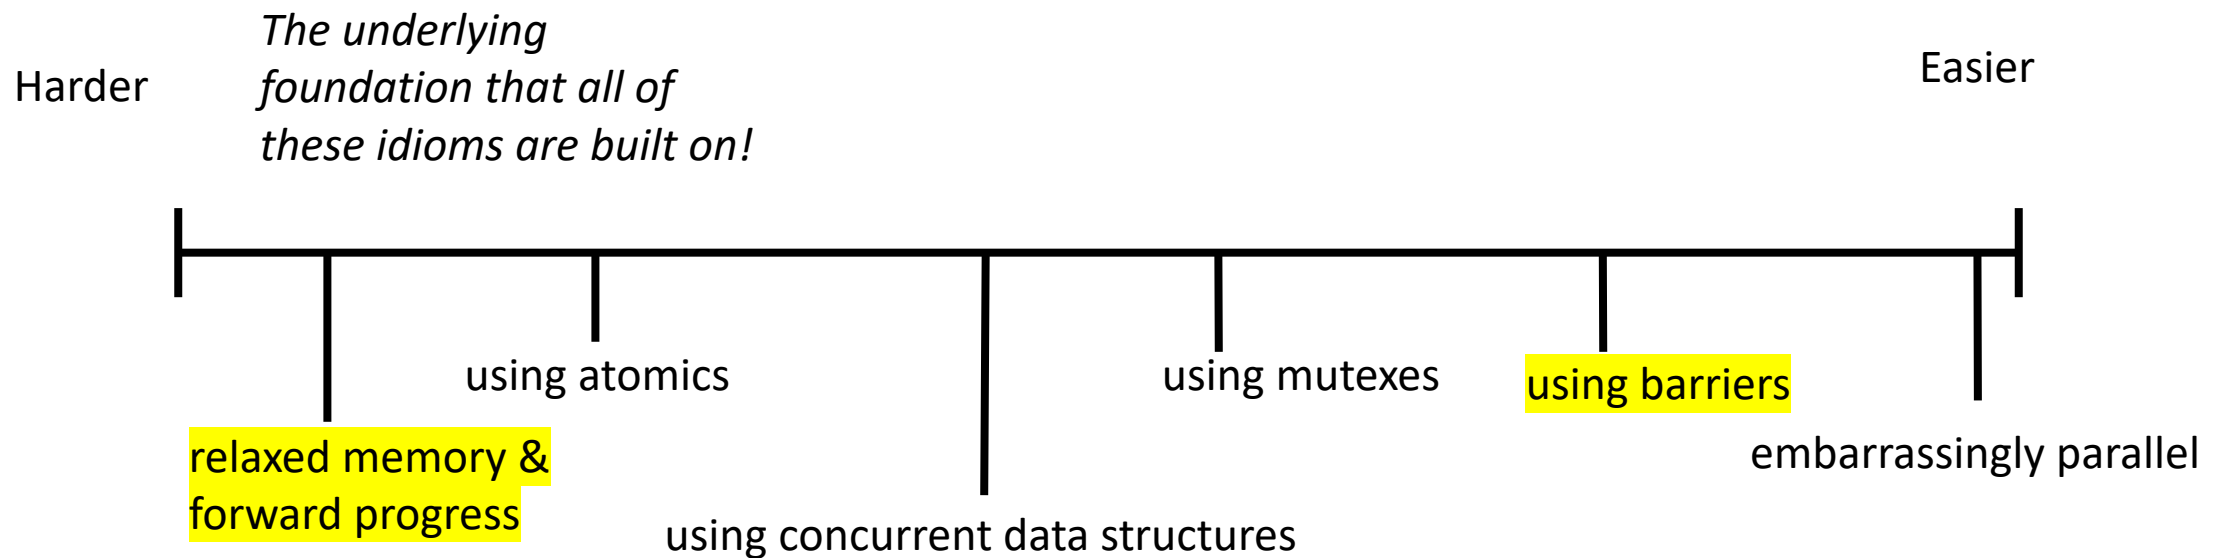 Harder
The underlying
foundation that all of
these idioms are built on!
Easier
using atomics
using mutexes
using barriers
relaxed memory &
forward progress
embarrassingly parallel
using concurrent data structures